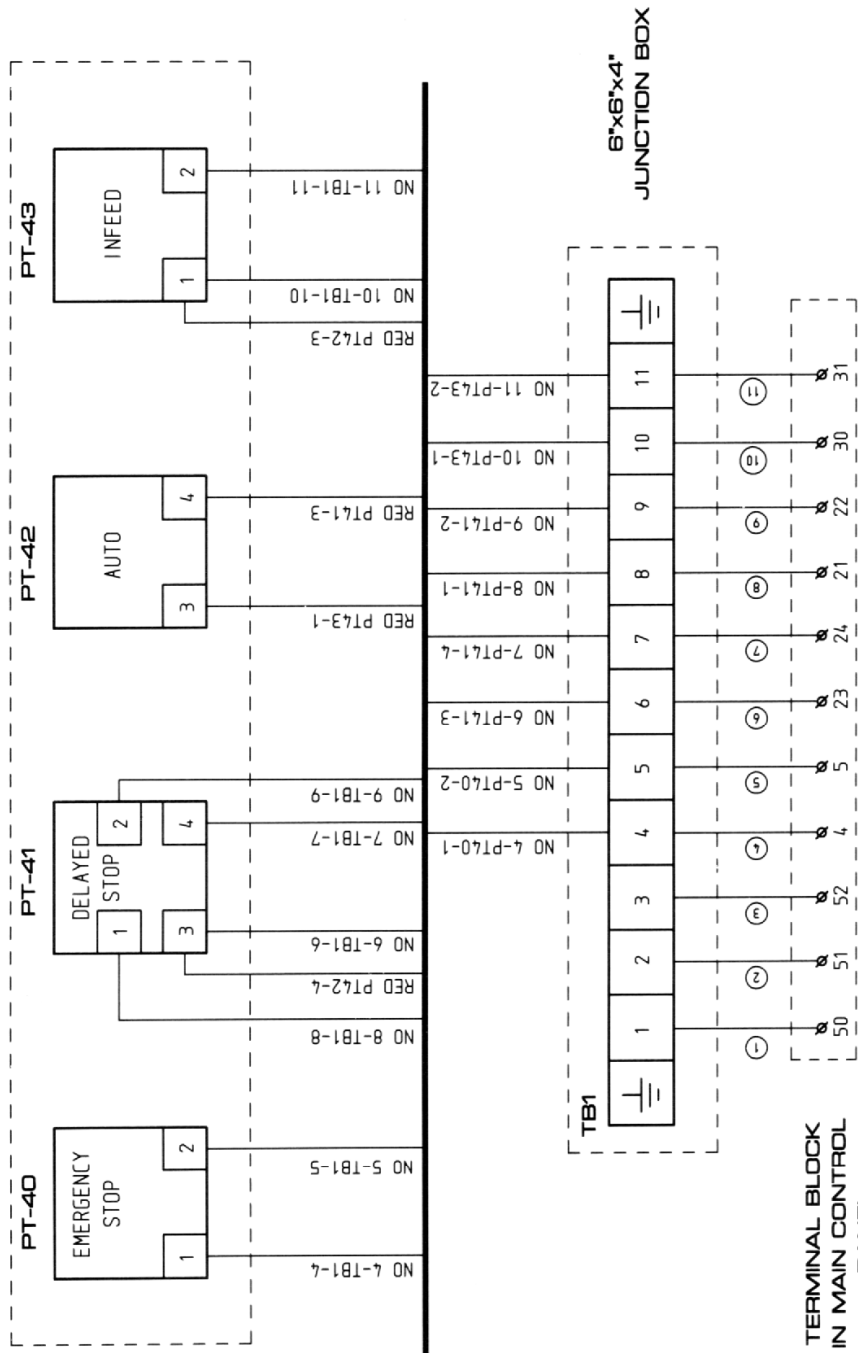 PT-40
EMERGENCY
STOP
1
2
PT-41
DELAYED
STOP
1
2
3
4
PT-42
AUTO
3
4
PT-43
INFEED
1
2
NO 4-TB1-4
NO 5-TB1-5
NO 8-TB1-8
RED PT42-4
NO 6-TB1-6
NO 7-TB1-7
NO 9-TB1-9
RED PT43-1
RED PT41-3
RED PT42-3
NO 10-TB1-10
NO 11-TB1-11
NO 4-PT40-1
NO 5-PT40-2
NO 6-PT41-3
NO 7-PT41-4
NO 8-PT41-1
NO 9-PT41-2
NO 10-PT43-1
NO 11-PT43-2
TB1
1 2 3 4 5 6 7 8 9 10 11
6"x6"x4"
JUNCTION BOX
1 2 3 4 5 6 7 8 9 10 11
50 51 52 4 5 23 24 21 22 30 31
TERMINAL BLOCK
IN MAIN CONTROL